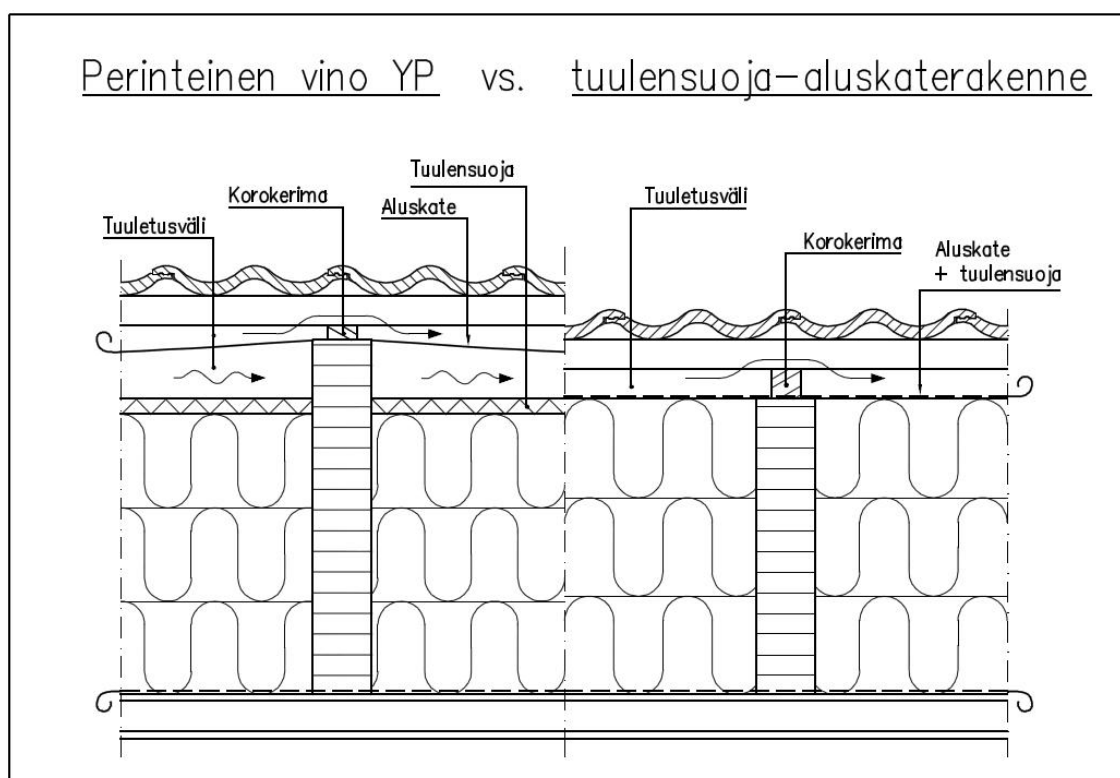 Perinteinen vino YP vs. tuulensuoja-aluskaterakenne
Tuuletusväli
Korokerima
Aluskate
Tuulensuoja
Tuuletusväli
Korokerima
Aluskate
+ tuulensuoja